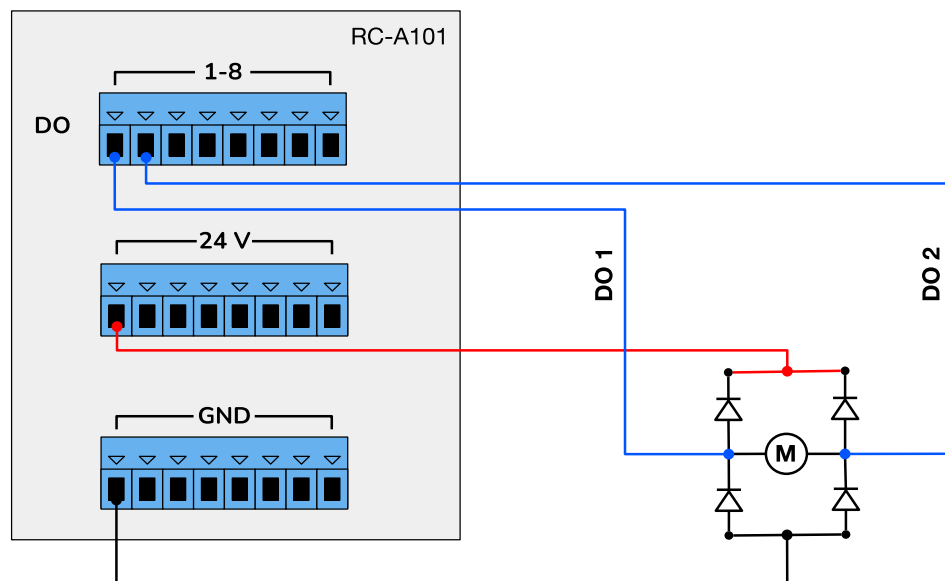 RC-A101
1-8
DO
24 V
DO 1
DO 2
GND
M